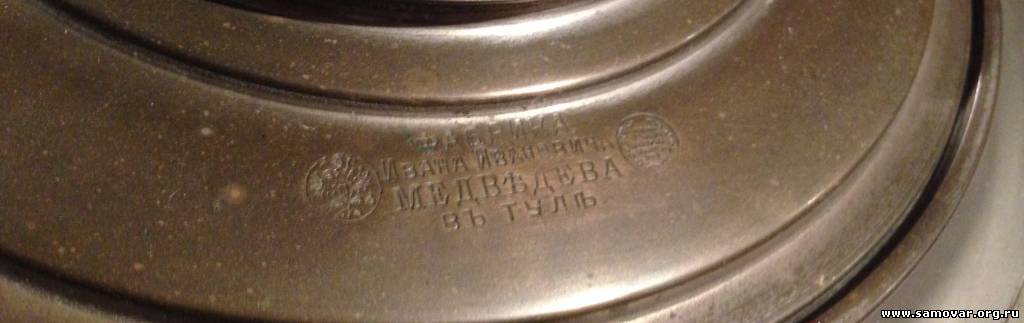 ФАБРИКА
ИВАНА ИВАНОВИЧА
МЕДВѢДЕВА
ВЪ ТУЛѢ.
www.samovar.org.ru